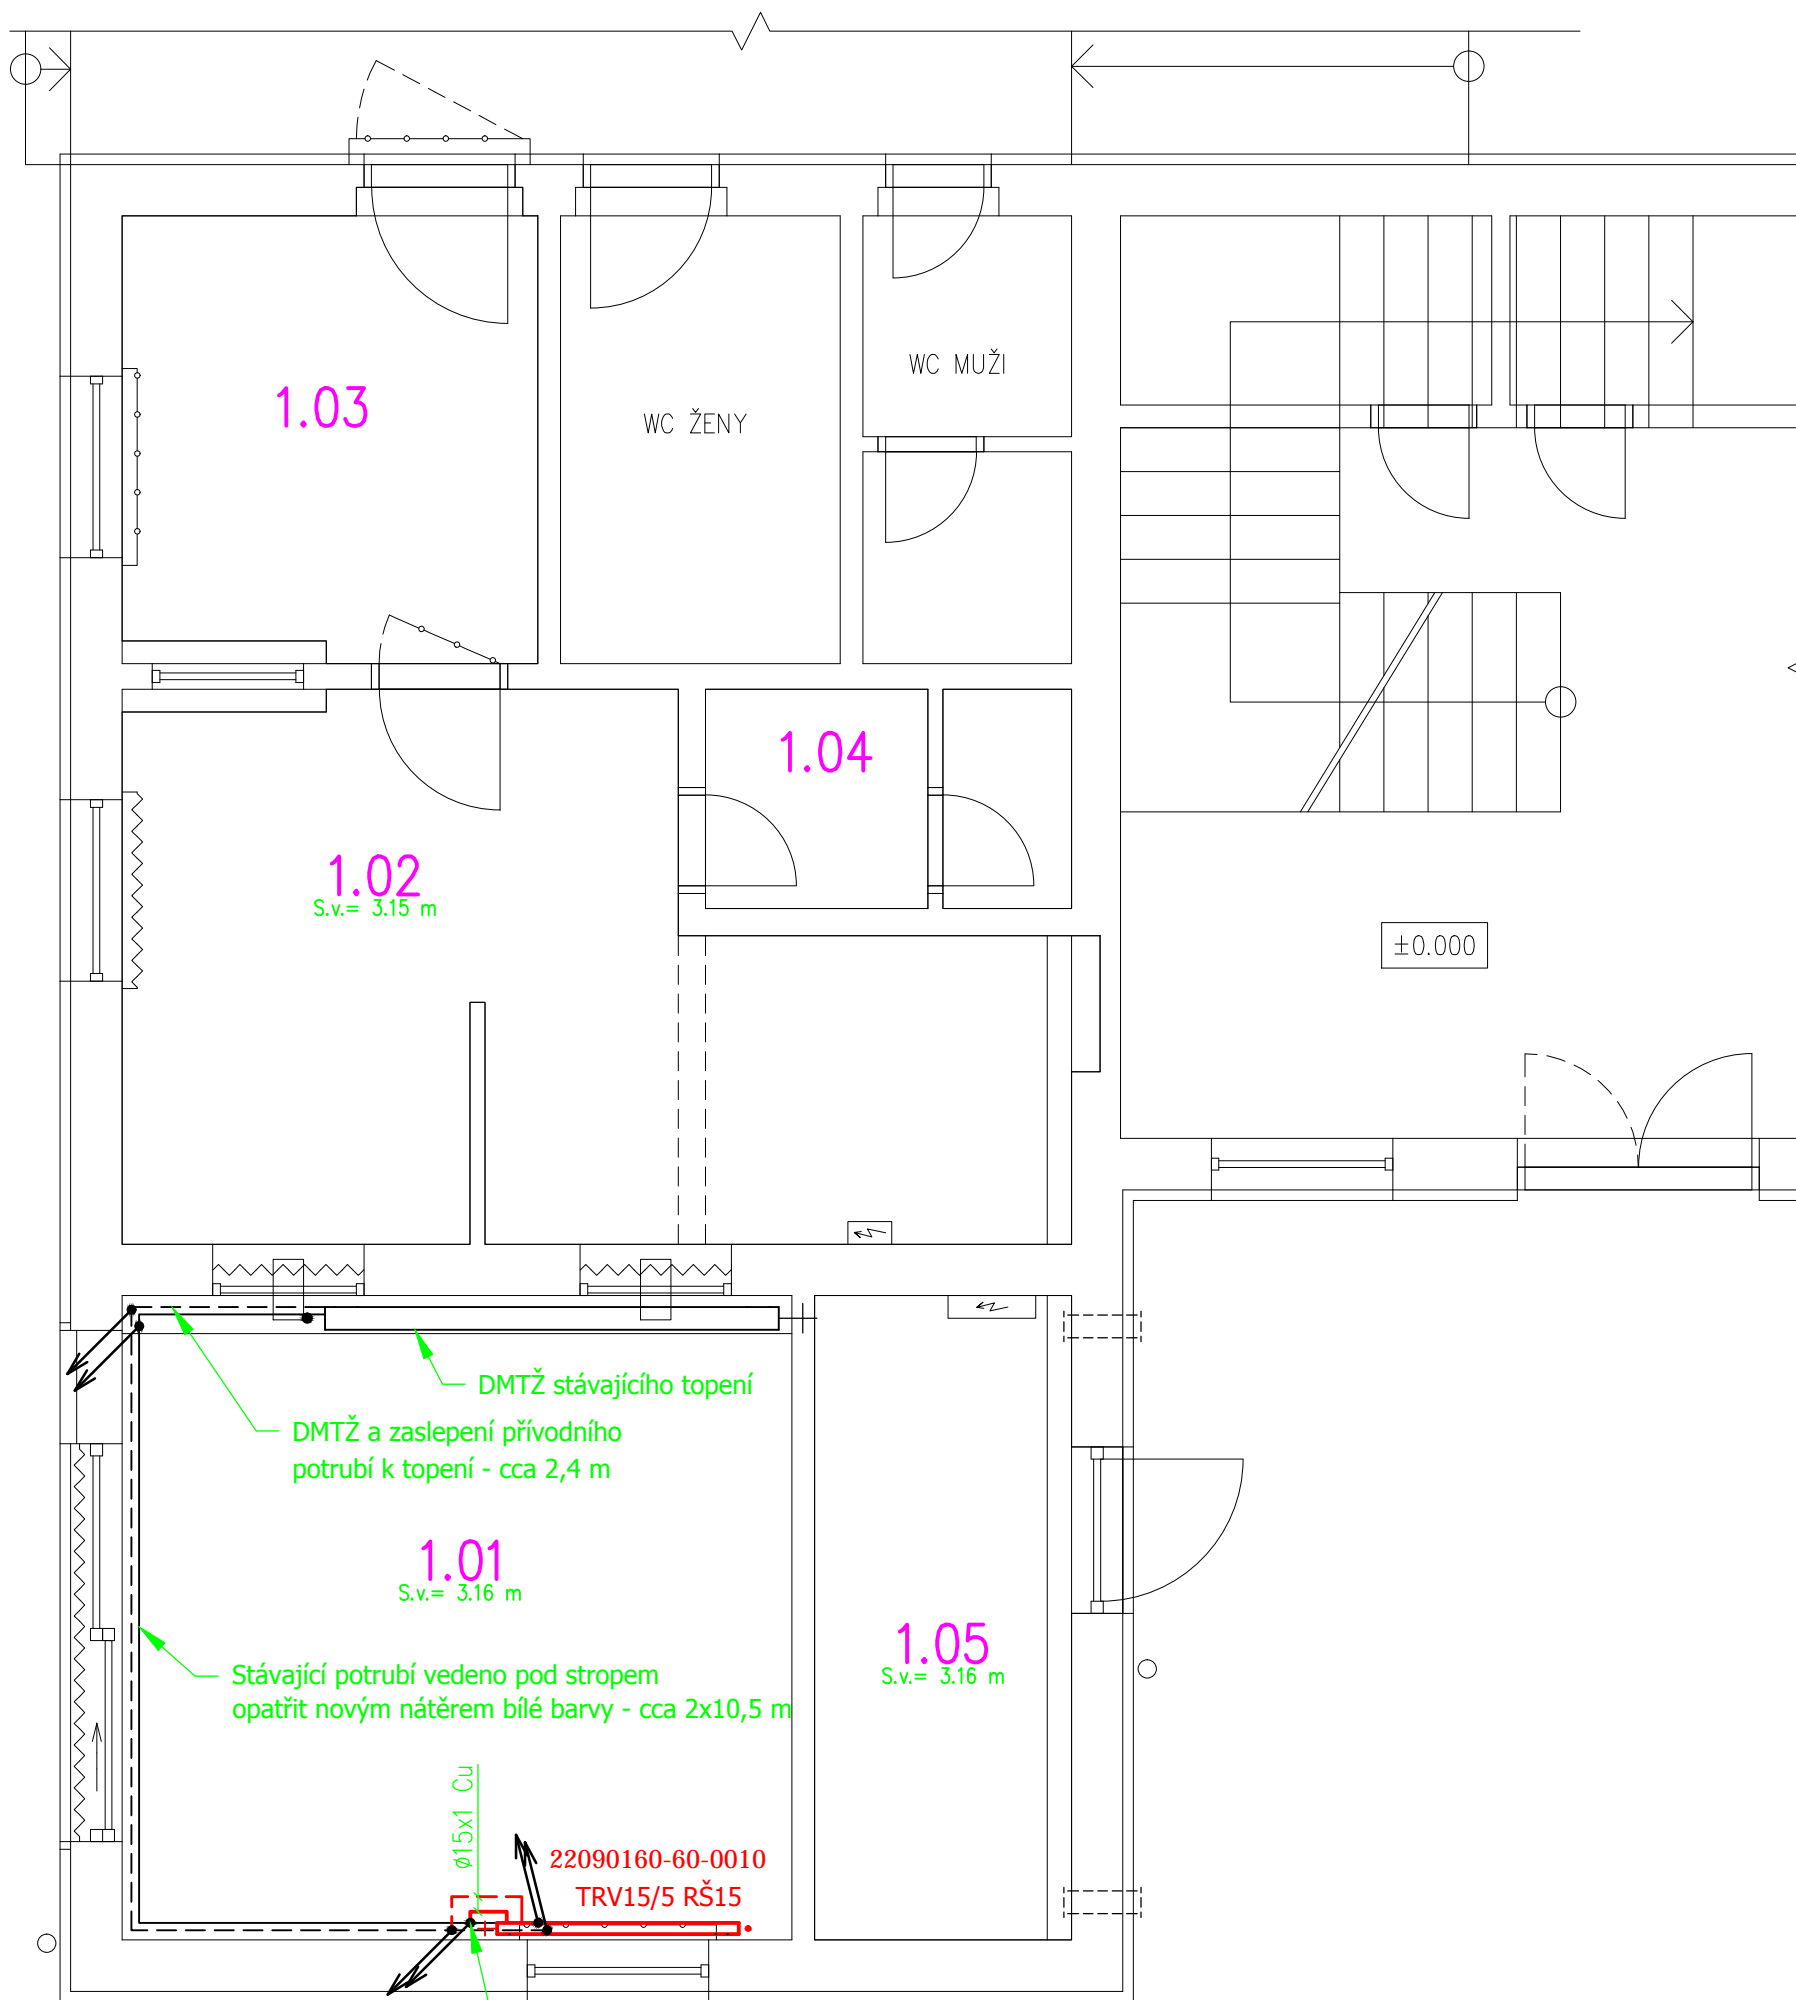 WC MUŽI
1.03
WC ŽENY
1.04
1.02
S.v.= 3.15 m
±0.000
DMTŽ stávajícího topení
DMTŽ a zaslepení přívodního
potrubí k topení - cca 2,4 m
1.01
S.v.= 3.16 m
1.05
S.v.= 3.16 m
Stávající potrubí vedeno pod stropem
opatřit novým nátěrem bílé barvy - cca 2x10,5 m
ø15x1 Cu
22090160-60-0010
TRV15/5 RŠ15